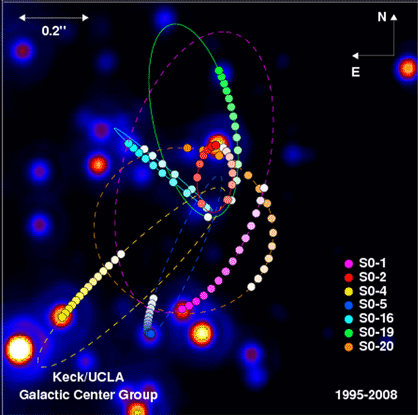 0.2"
N
E
S0-1
S0-2
S0-4
S0-5
S0-16
S0-19
S0-20
Keck/UCLA
Galactic Center Group
1995-2008